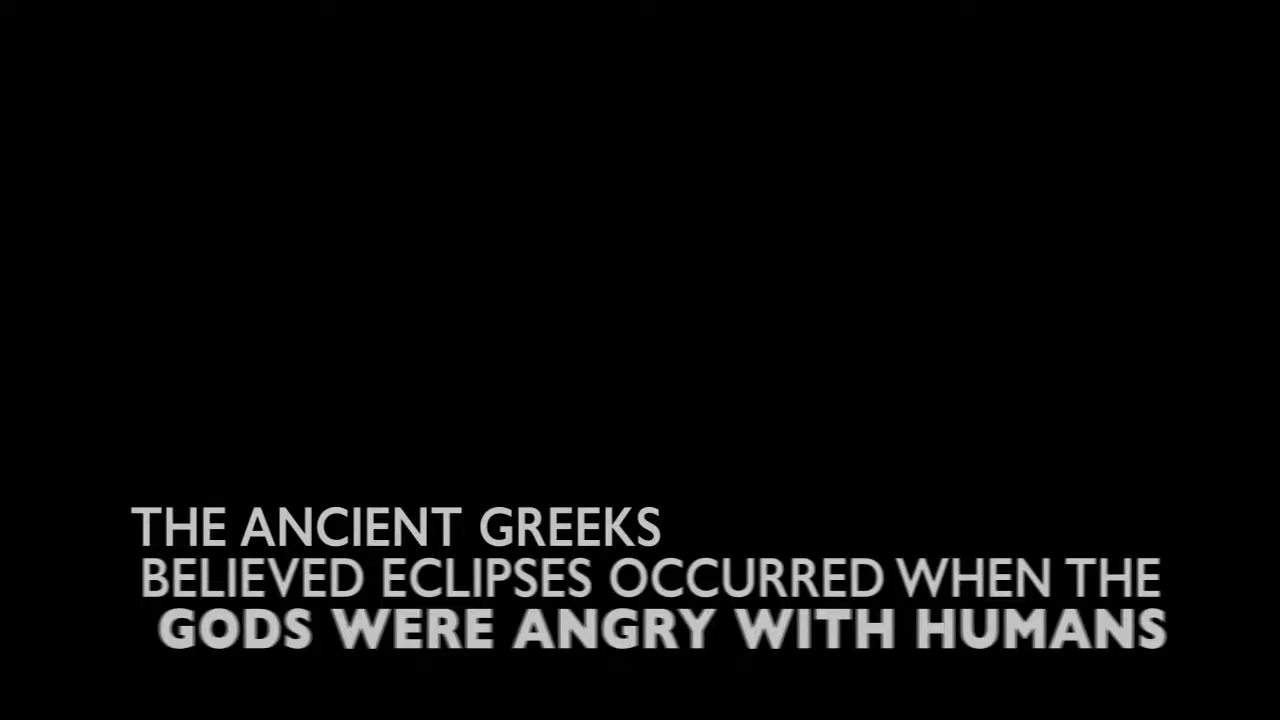 THE ANCIENT GREEKS
BELIEVED ECLIPSES OCCURRED WHEN THE
GODS WERE ANGRY WITH HUMANS